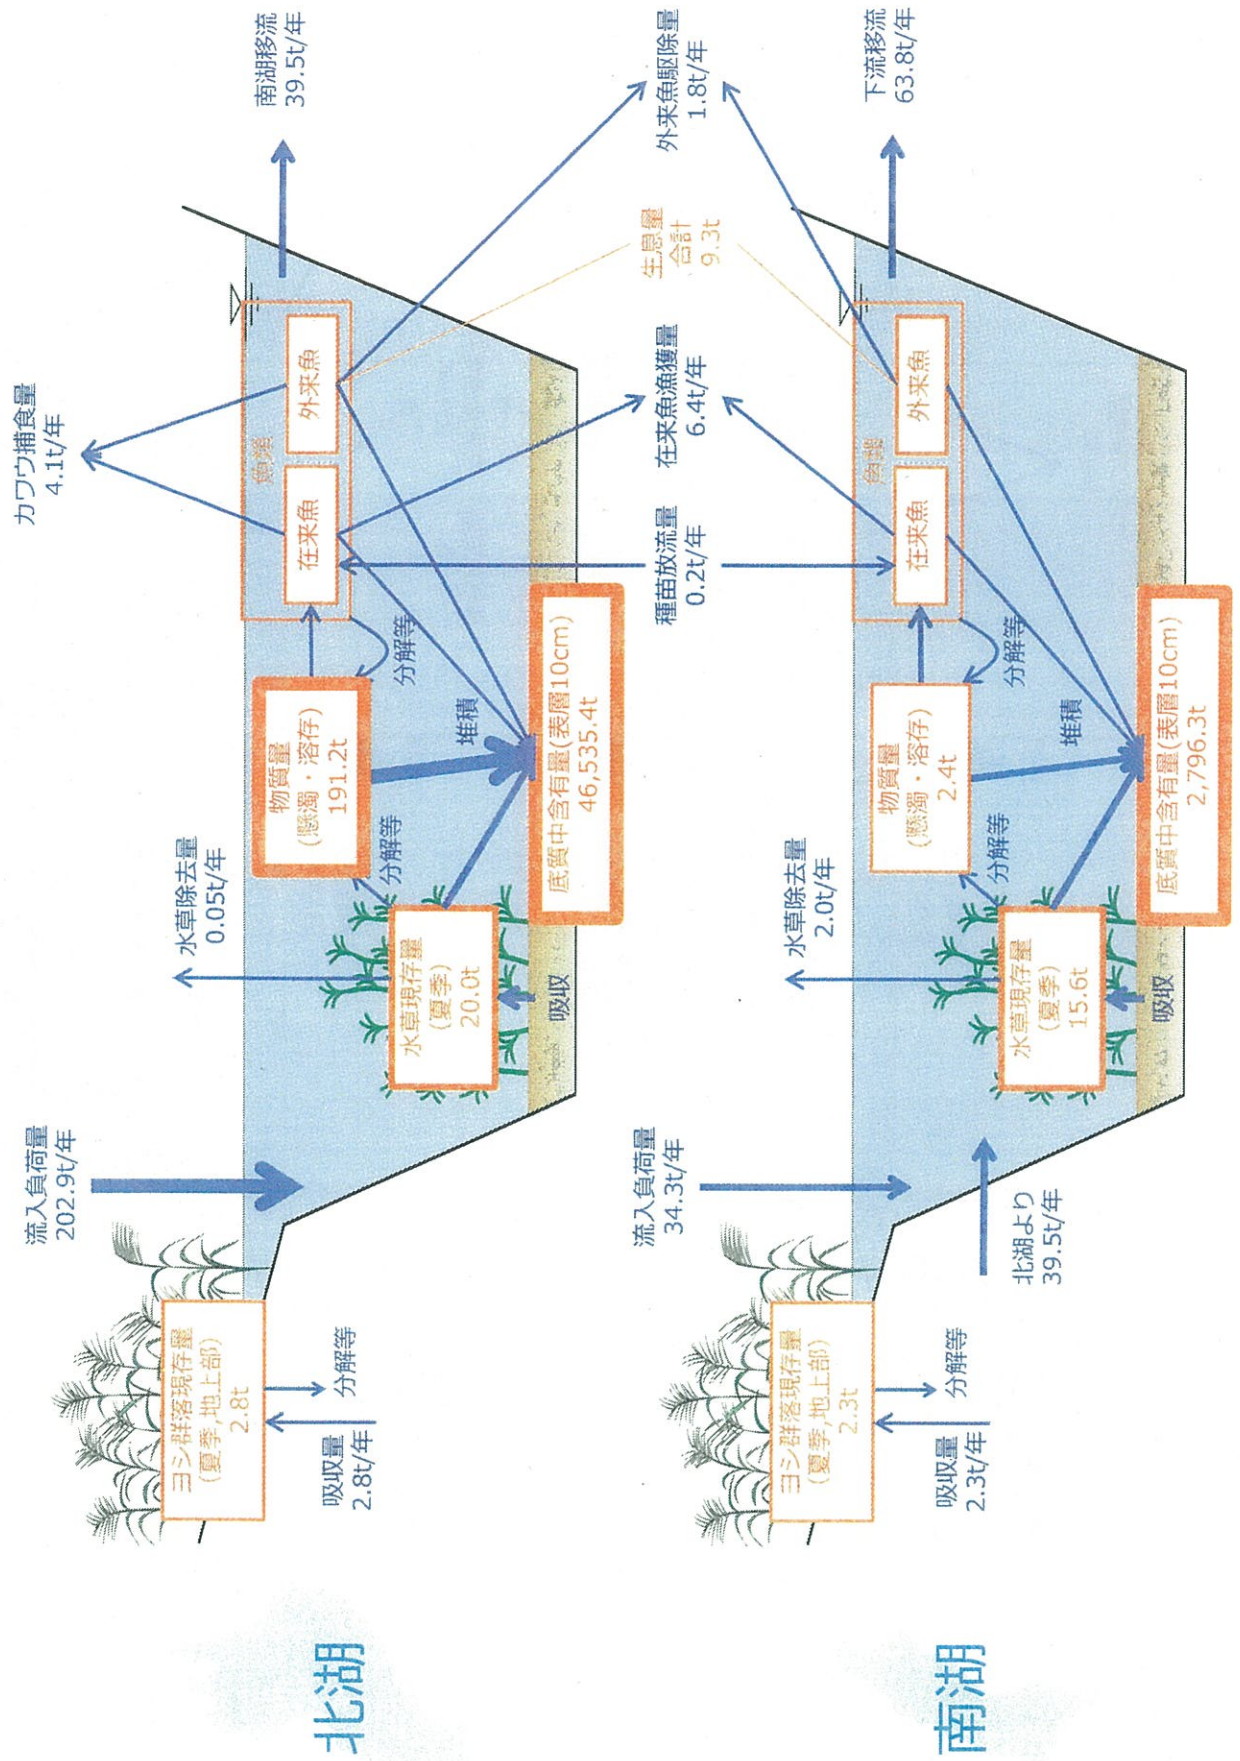 北湖
カワウ捕食量
4.1t/年
流入負荷量
202.9t/年
水草除去量
0.05t/年
南湖移流
39.5t/年
ヨシ群落現存量
(夏季,地上部)
2.8t
吸収量
2.8t/年
分解等
水草現存量
(夏季)
20.0t
吸収
分解等
物質量
(懸濁・溶存)
191.2t
分解等
堆積
魚類
在来魚
外来魚
底質中含有量(表層10cm)
46,535.4t
種苗放流量
0.2t/年
在来魚漁獲量
6.4t/年
生息量
合計
9.3t
外来魚駆除量
1.8t/年
南湖
流入負荷量
34.3t/年
水草除去量
2.0t/年
下流移流
63.8t/年
ヨシ群落現存量
(夏季,地上部)
2.3t
吸収量
2.3t/年
分解等
北湖より
39.5t/年
水草現存量
(夏季)
15.6t
吸収
分解等
物質量
(懸濁・溶存)
2.4t
分解等
堆積
魚類
在来魚
外来魚
底質中含有量(表層10cm)
2,796.3t